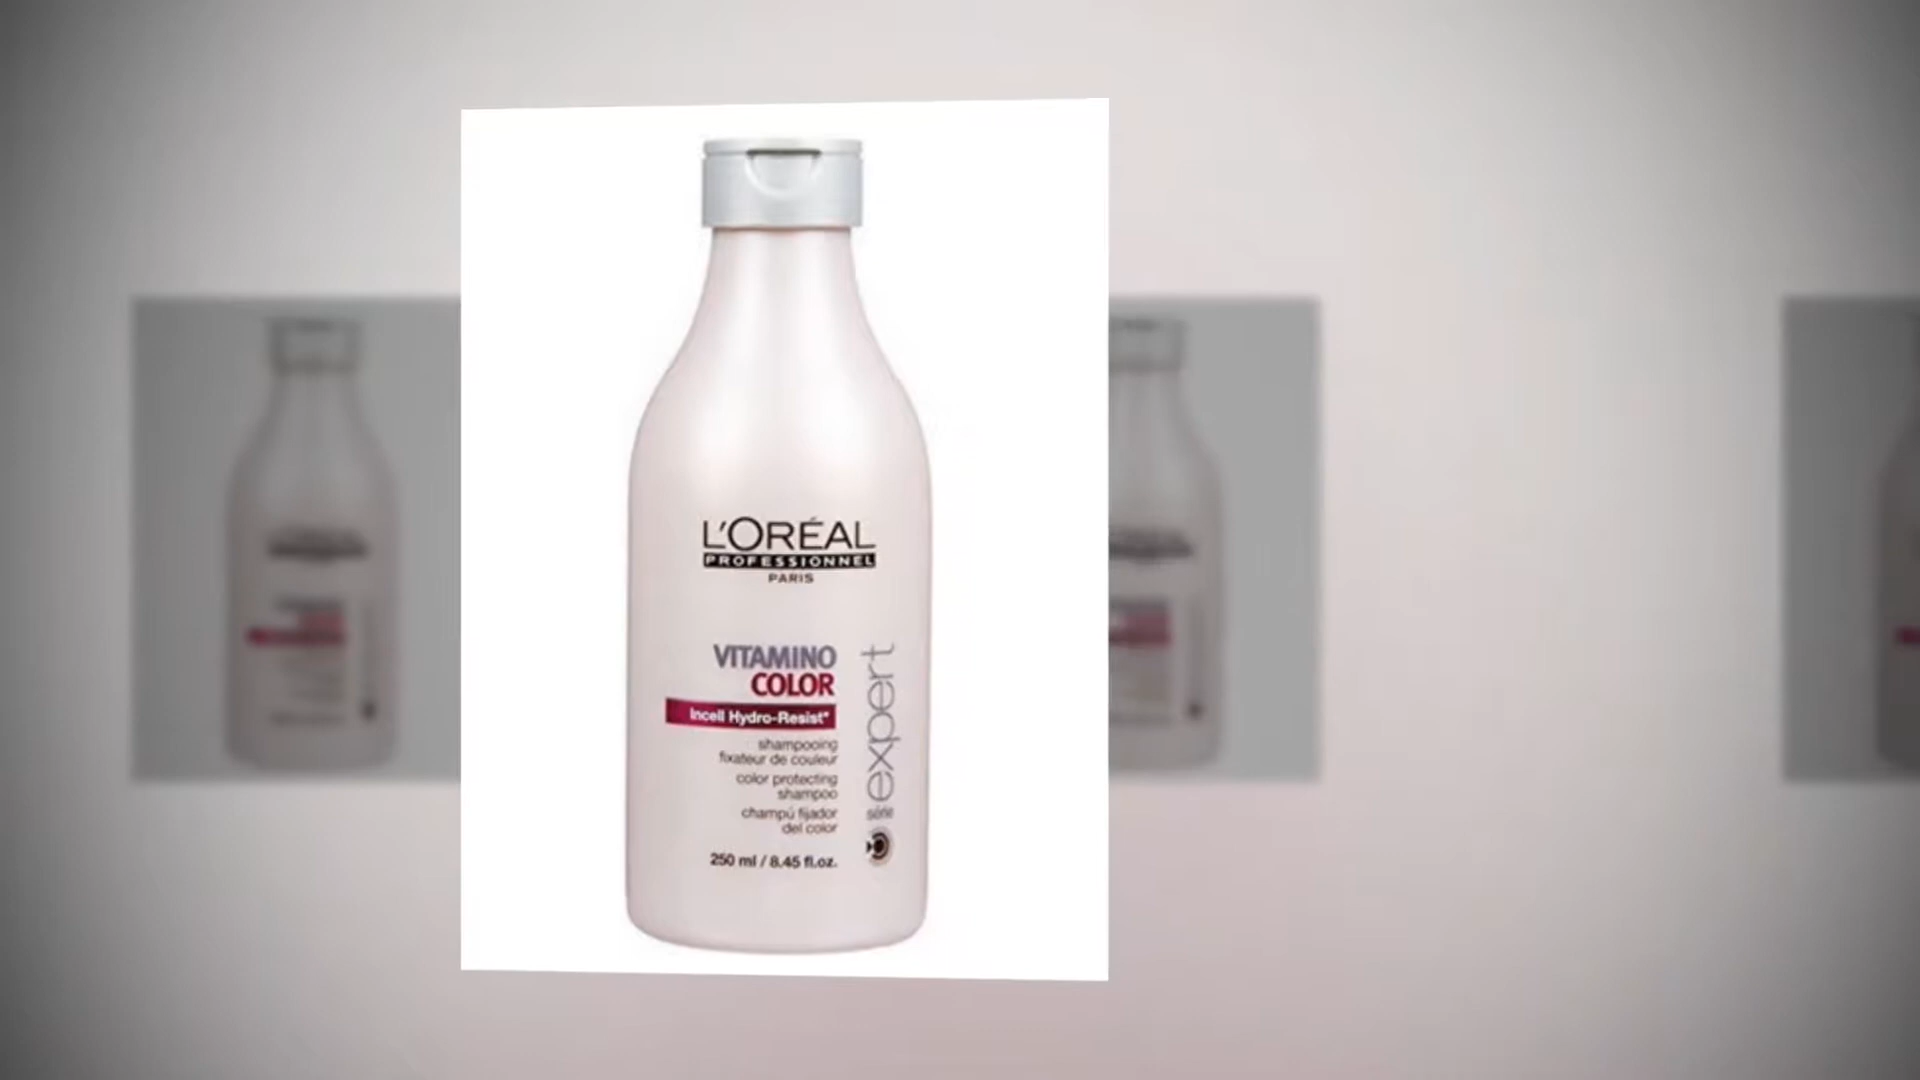 L'ORÉAL
PROFESSIONNEL
PARIS
VITAMINO
COLOR
Incell Hydro-Resist*
shampooing
fixateur de couleur
color protecting
shampoo
champú fijador
del color
250 ml / 8.45 fl.oz.
série expert